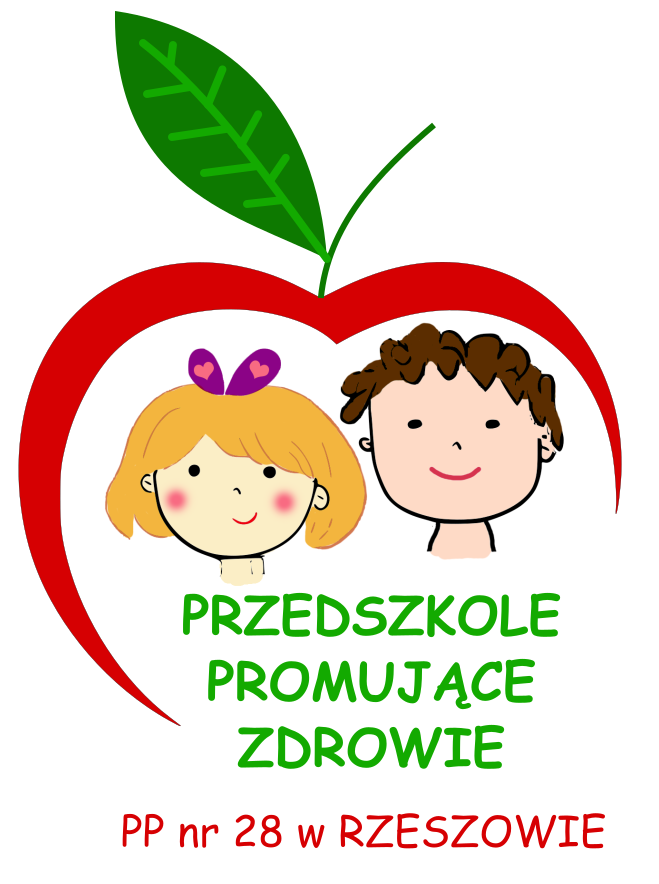 PRZEDSZKOLE
PROMUJĄCE
ZDROWIE
PP nr 28 w RZESZOWIE